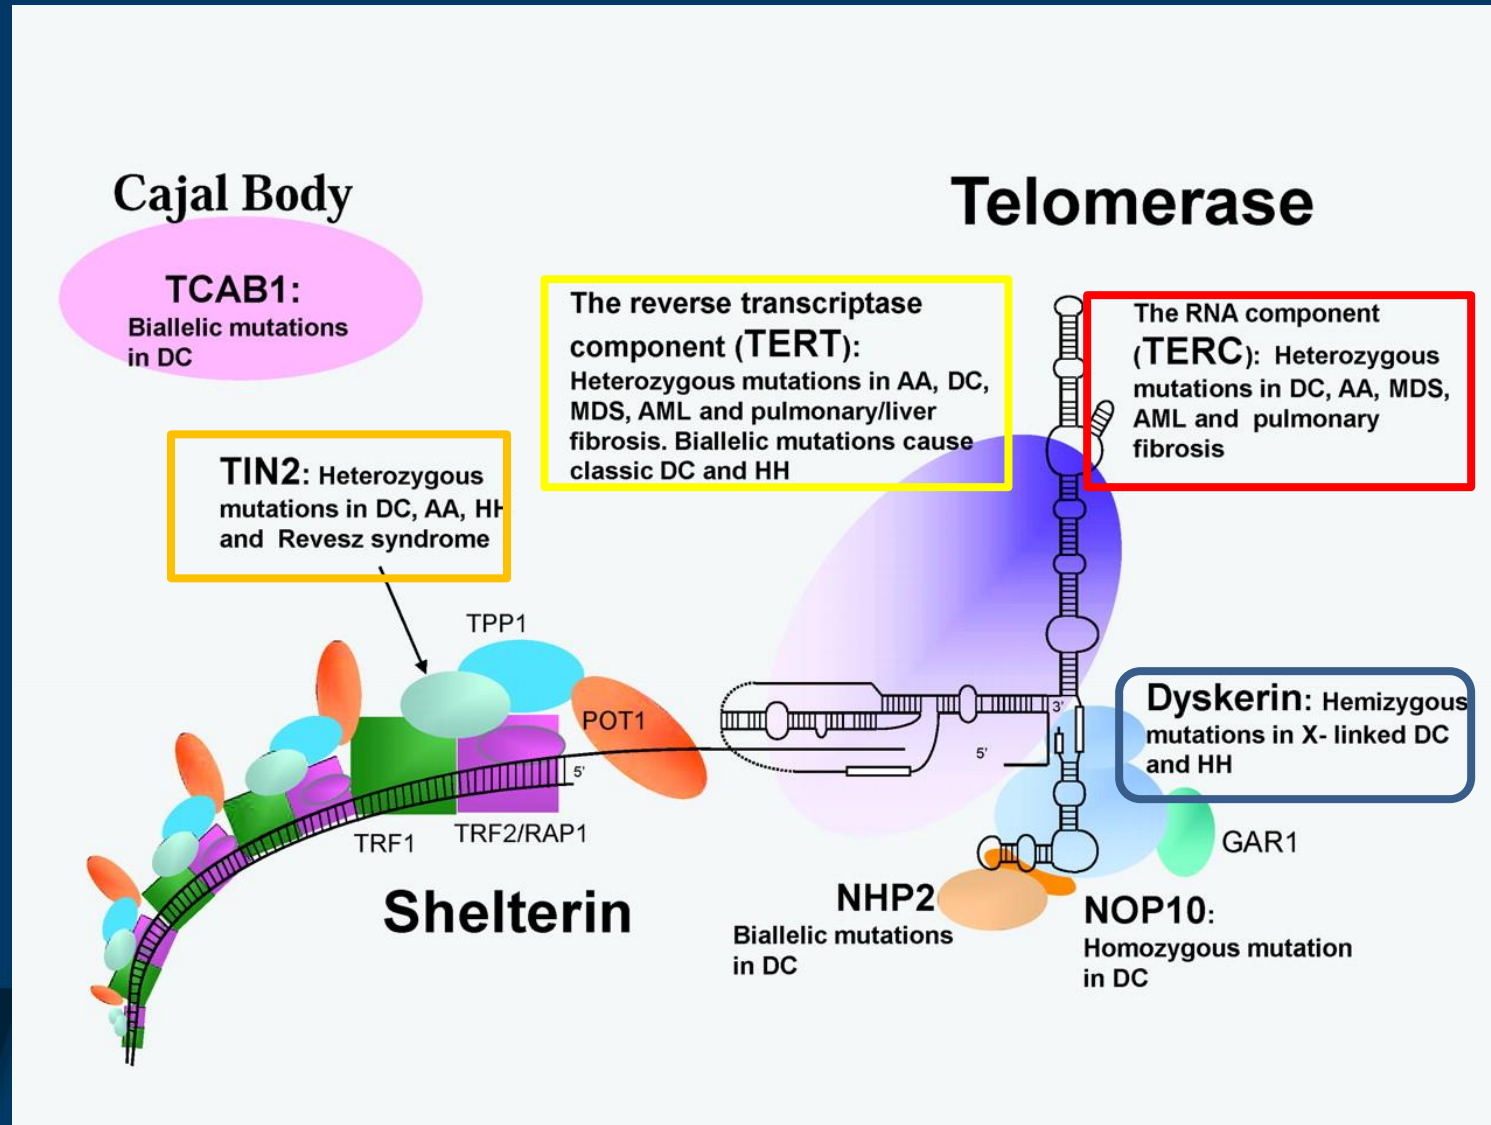 Cajal Body
TCAB1:
Biallelic mutations
in DC
Telomerase
The reverse transcriptase
component (TERT):
Heterozygous mutations in AA, DC,
MDS, AML and pulmonary/liver
fibrosis. Biallelic mutations cause
classic DC and HH
The RNA component
(TERC): Heterozygous
mutations in DC, AA, MDS,
AML and pulmonary
fibrosis
TIN2: Heterozygous
mutations in DC, AA, HH
and Revesz syndrome
TPP1
POT1
5'
TRF1
TRF2/RAP1
Shelterin
3'
5'
Dyskerin: Hemizygous
mutations in X- linked DC
and HH
GAR1
NHP2
Biallelic mutations
in DC
NOP10:
Homozygous mutation
in DC